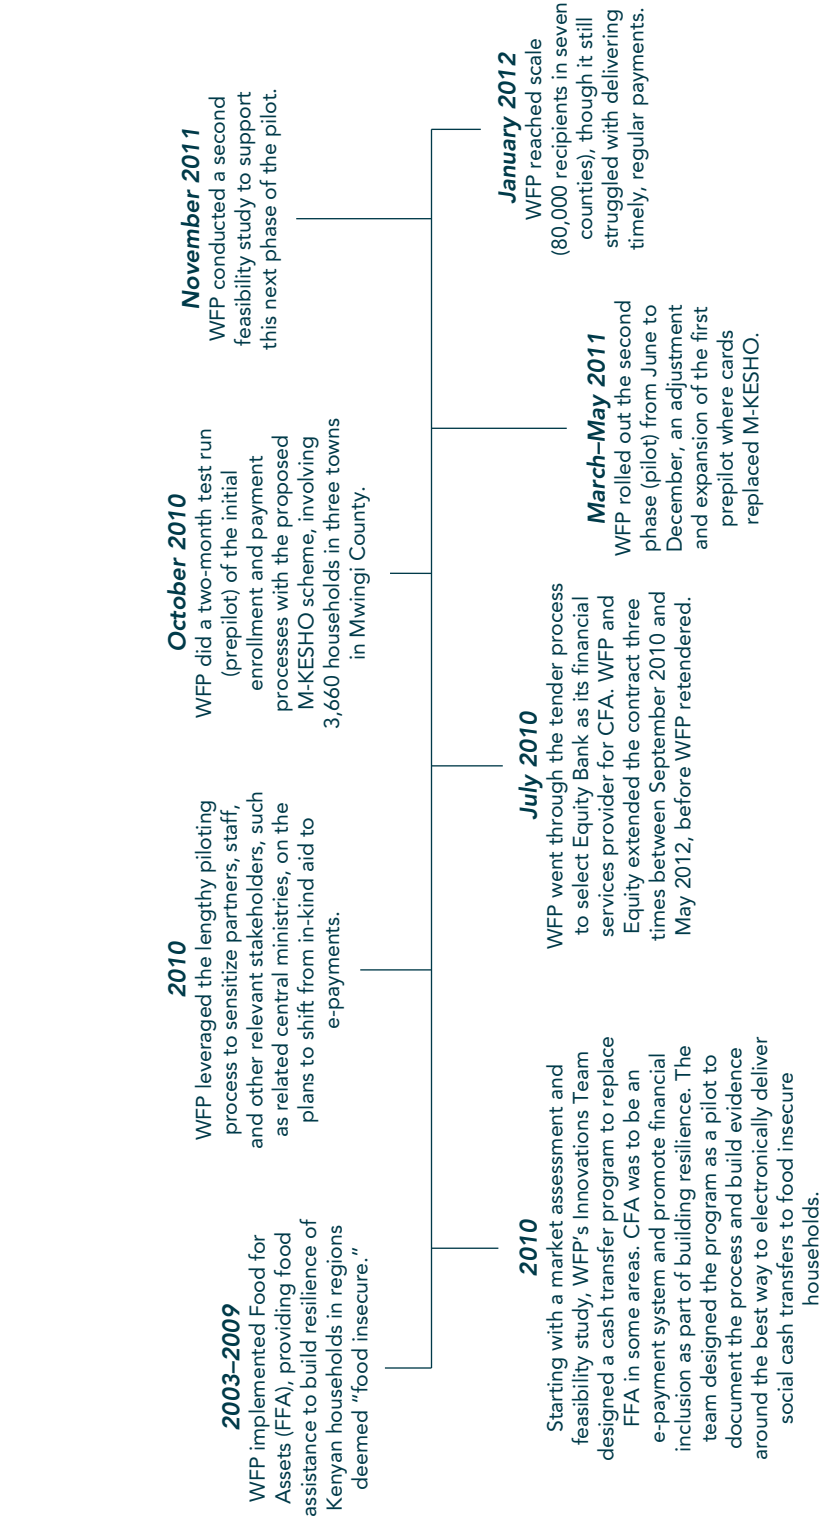 2003–2009
WFP implemented Food for
Assets (FFA), providing food
assistance to build resilience of
Kenyan households in regions
deemed “food insecure.”
2010
Starting with a market assessment and
feasibility study, WFP’s Innovations Team
designed a cash transfer program to replace
FFA in some areas. CFA was to be an
e-payment system and promote financial
inclusion as part of building resilience. The
team designed the program as a pilot to
document the process and build evidence
around the best way to electronically deliver
social cash transfers to food insecure
households.
2010
WFP leveraged the lengthy piloting
process to sensitize partners, staff,
and other relevant stakeholders, such
as related central ministries, on the
plans to shift from in-kind aid to
e-payments.
July 2010
WFP went through the tender process
to select Equity Bank as its financial
services provider for CFA. WFP and
Equity extended the contract three
times between September 2010 and
May 2012, before WFP retendered.
October 2010
WFP did a two-month test run
(prepilot) of the initial
enrollment and payment
processes with the proposed
M-KESHO scheme, involving
3,660 households in three towns
in Mwingi County.
March–May 2011
WFP rolled out the second
phase (pilot) from June to
December, an adjustment
and expansion of the first
prepilot where cards
replaced M-KESHO.
November 2011
WFP conducted a second
feasibility study to support
this next phase of the pilot.
January 2012
WFP reached scale
(80,000 recipients in seven
counties), though it still
struggled with delivering
timely, regular payments.